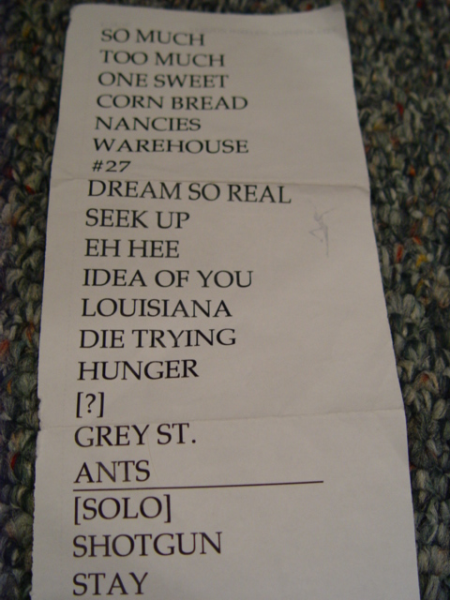 SO MUCH
TOO MUCH
ONE SWEET
CORN BREAD
NANCIES
WAREHOUSE
#27
DREAM SO REAL
SEEK UP
EH HEE
IDEA OF YOU
LOUISIANA
DIE TRYING
HUNGER
[?]
GREY ST.
ANTS
[SOLO]
SHOTGUN
STAY